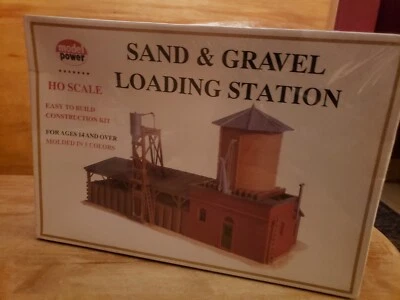 model
power
SAND & GRAVEL
LOADING STATION
HO SCALE
EASY TO BUILD
CONSTRUCTION KIT
FOR AGES 14 AND OVER
MOLDED IN 3 COLORS